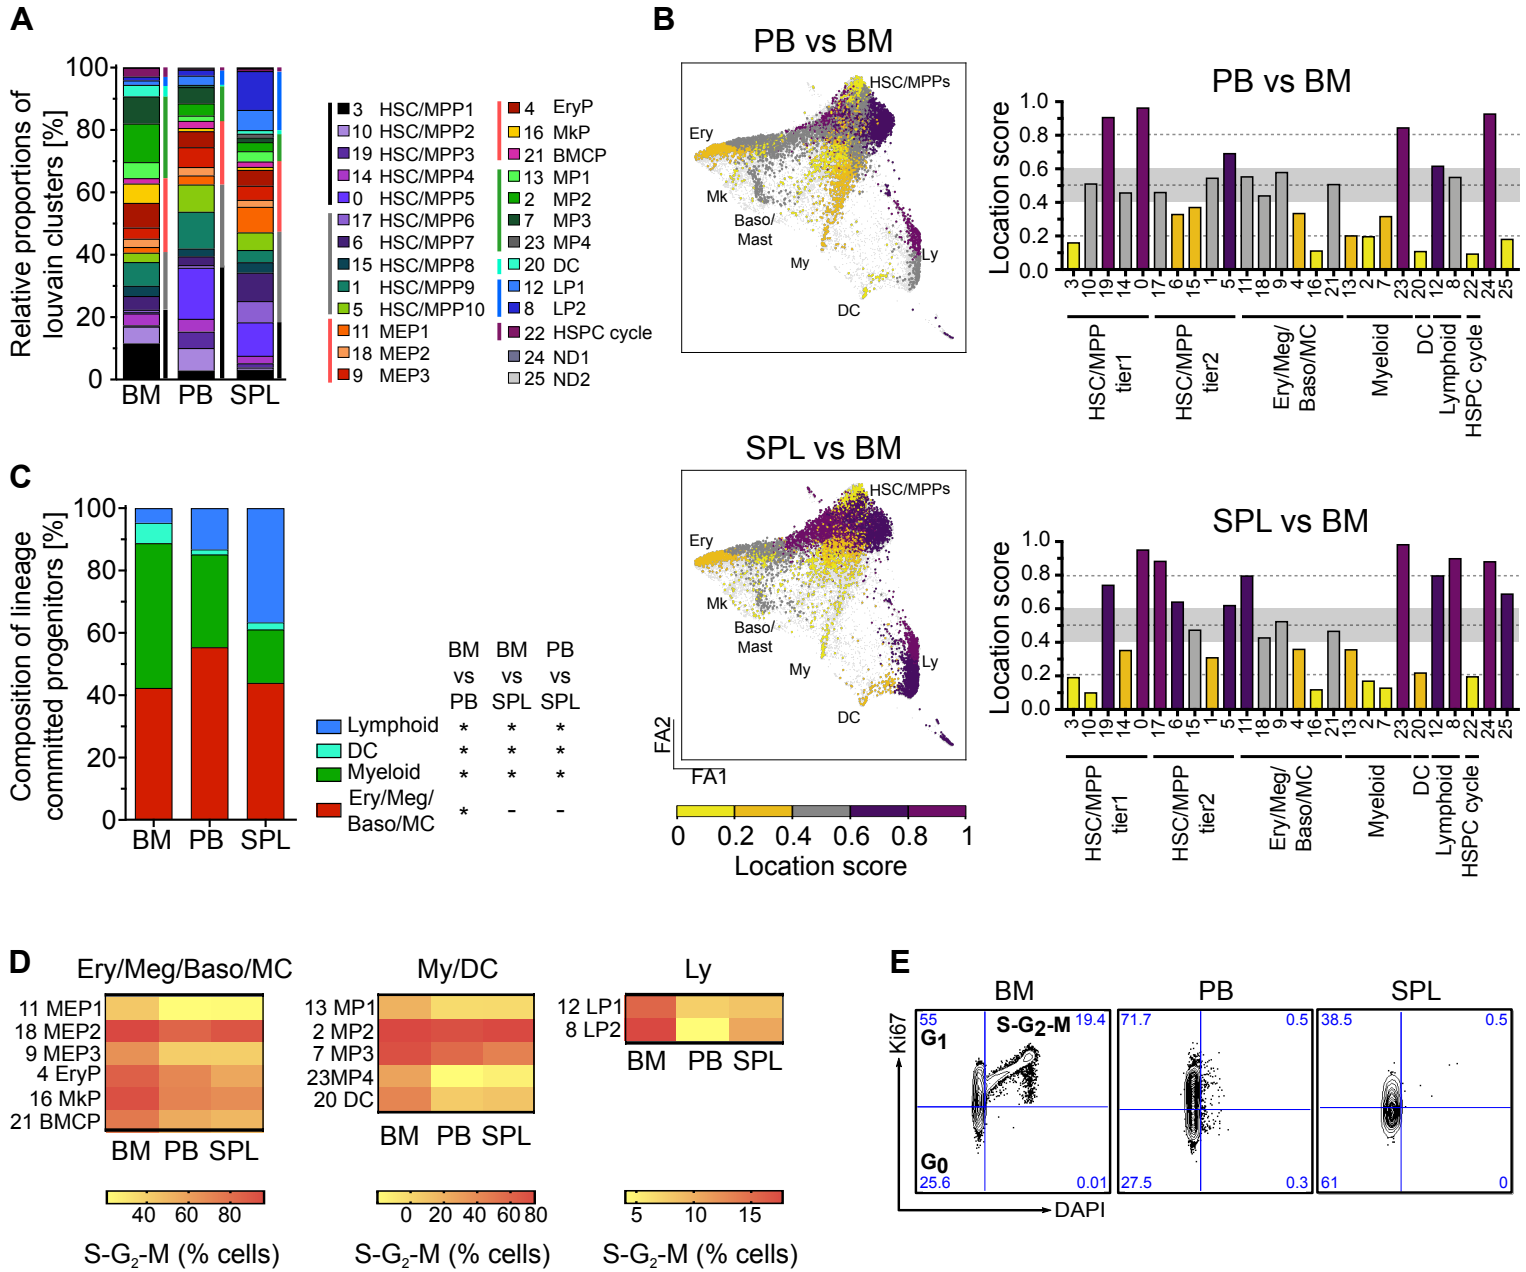 A
Relative proportions of
louvain clusters [%]
100
80
60
40
20
0
BM PB SPL
3 HSC/MPP1
10 HSC/MPP2
19 HSC/MPP3
14 HSC/MPP4
0 HSC/MPP5
17 HSC/MPP6
6 HSC/MPP7
15 HSC/MPP8
1 HSC/MPP9
5 HSC/MPP10
11 MEP1
18 MEP2
9 MEP3
4 EryP
16 MkP
21 BMCP
13 MP1
2 MP2
7 MP3
23 MP4
20 DC
12 LP1
8 LP2
22 HSPC cycle
24 ND1
25 ND2
B
PB vs BM
HSC/MPPs
Ery
Mk
Baso/
Mast
My
Ly
DC
PB vs BM
Location score
1.0
0.8
0.6
0.4
0.2
0.0
3 10 19 14 0 17 6 15 1 5 11 18 9 4 16 21 13 2 7 23 20 12 8 22 24 25
HSC/MPP
tier1
HSC/MPP
tier2
Ery/Meg/
Baso/MC
Myeloid
DC
Lymphoid
HSPC cycle
SPL vs BM
HSC/MPPs
Ery
Mk
Baso/
Mast
My
Ly
DC
FA2
FA1
0 0.2 0.4 0.6 0.8 1
Location score
SPL vs BM
Location score
1.0
0.8
0.6
0.4
0.2
0.0
3 10 19 14 0 17 6 15 1 5 11 18 9 4 16 21 13 2 7 23 20 12 8 22 24 25
HSC/MPP
tier1
HSC/MPP
tier2
Ery/Meg/
Baso/MC
Myeloid
DC
Lymphoid
HSPC cycle
C
Composition of lineage
committed progenitors [%]
100
80
60
40
20
0
BM PB SPL
BM BM PB
vs vs vs
PB SPL SPL
Lymphoid * * *
DC * * *
Myeloid * * *
Ery/Meg/
Baso/MC * - -
D
Ery/Meg/Baso/MC
11 MEP1
18 MEP2
9 MEP3
4 EryP
16 MkP
21 BMCP
BM PB SPL
40 60 80
S-G2-M (% cells)
My/DC
13 MP1
2 MP2
7 MP3
23MP4
20 DC
BM PB SPL
0 20 40 60 80
S-G2-M (% cells)
Ly
12 LP1
8 LP2
BM PB SPL
5 10 15
S-G2-M (% cells)
E
BM PB SPL
Ki67
55 S-G2-M 19.4
G1
G0
25.6 0.01
71.7 0.5
27.5 0.3
38.5 0.5
61 0
DAPI